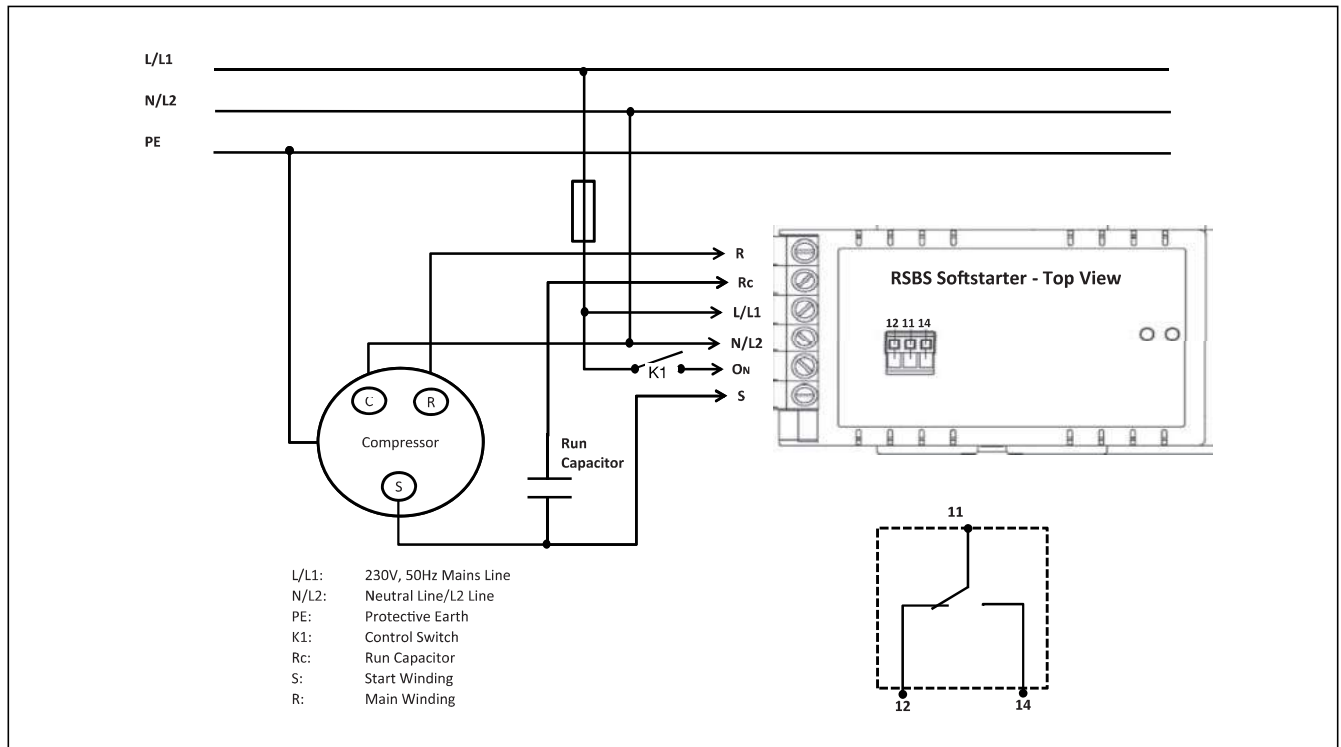 L/L1
N/L2
PE
R
Rc
L/L1
N/L2
K1
ON
S
RSBS Softstarter - Top View
12 11 14
C
R
Compressor
S
Run
Capacitor
11
12
14
L/L1: 230V, 50Hz Mains Line
N/L2: Neutral Line/L2 Line
PE: Protective Earth
K1: Control Switch
Rc: Run Capacitor
S: Start Winding
R: Main Winding